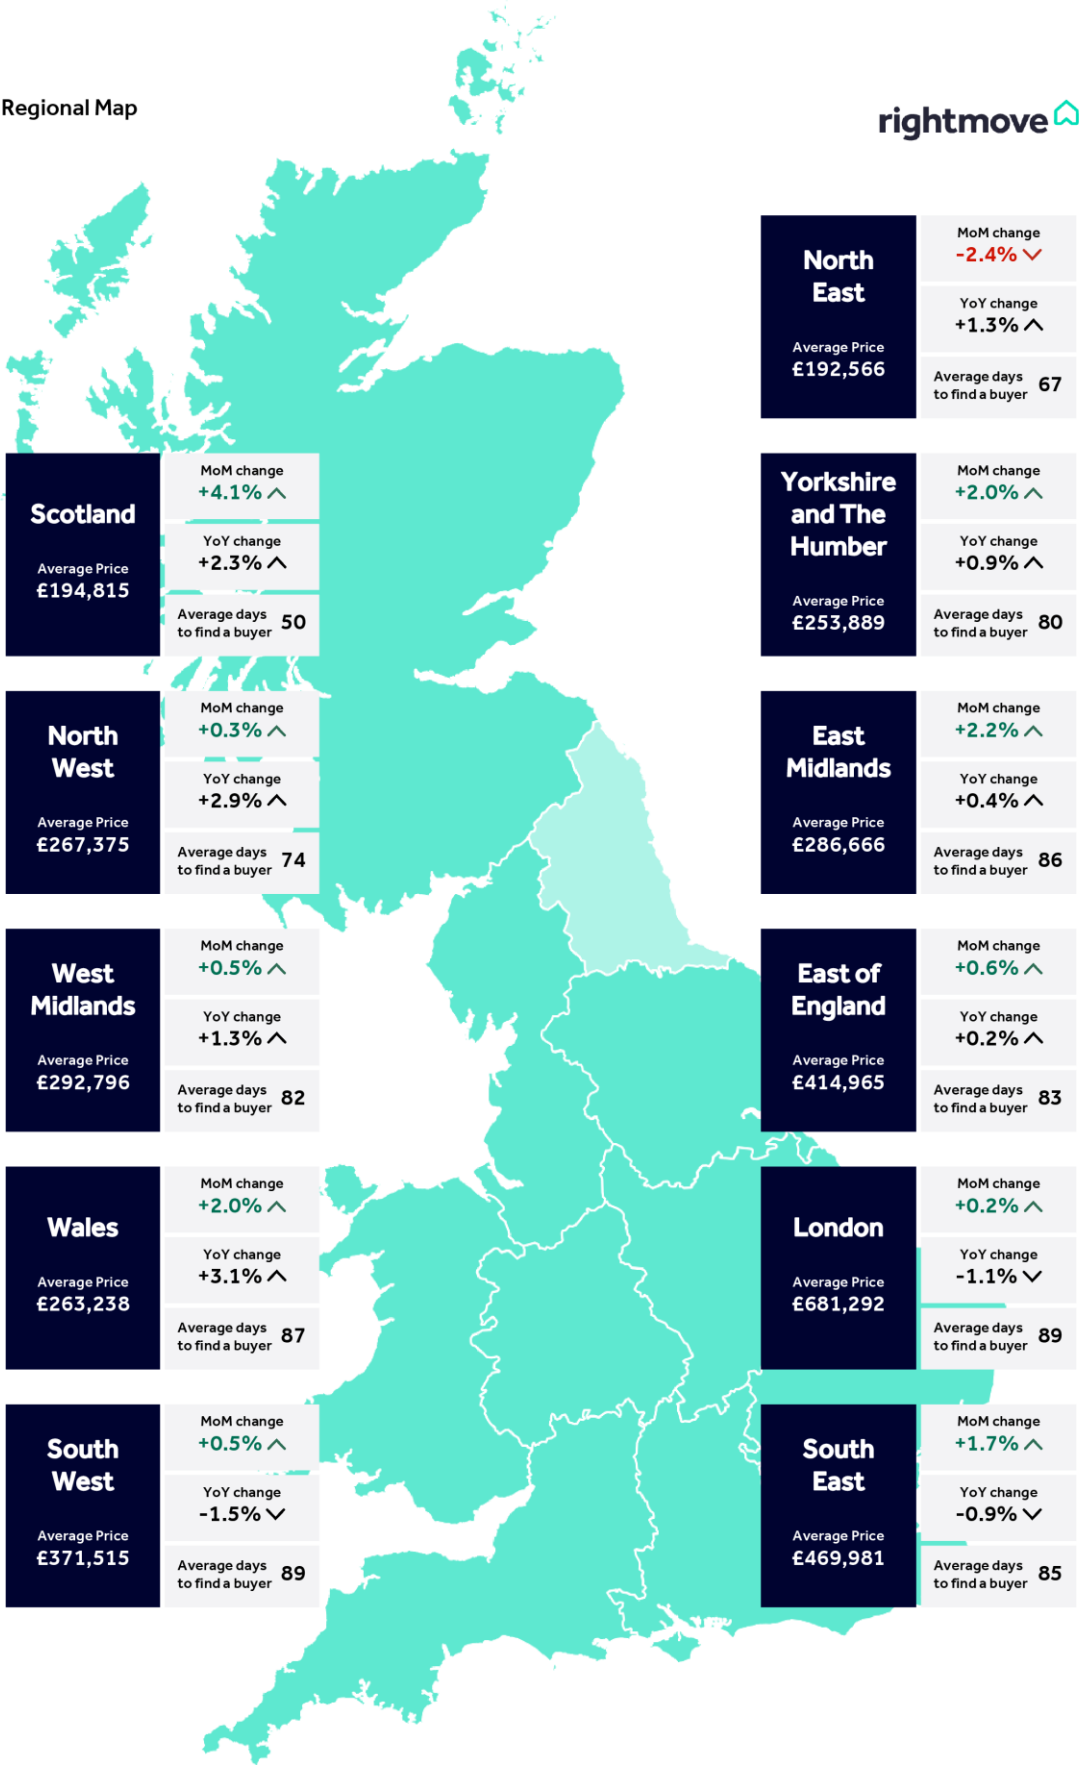 Regional Map
rightmove
North
East
Average Price
£192,566
MoM change
-2.4%
YoY change
+1.3%
Average days
to find a buyer 67
Scotland
Average Price
£194,815
MoM change
+4.1%
YoY change
+2.3%
Average days
to find a buyer 50
Yorkshire
and The
Humber
Average Price
£253,889
MoM change
+2.0%
YoY change
+0.9%
Average days
to find a buyer 80
North
West
Average Price
£267,375
MoM change
+0.3%
YoY change
+2.9%
Average days
to find a buyer 74
East
Midlands
Average Price
£286,666
MoM change
+2.2%
YoY change
+0.4%
Average days
to find a buyer 86
West
Midlands
Average Price
£292,796
MoM change
+0.5%
YoY change
+1.3%
Average days
to find a buyer 82
East of
England
Average Price
£414,965
MoM change
+0.6%
YoY change
+0.2%
Average days
to find a buyer 83
Wales
Average Price
£263,238
MoM change
+2.0%
YoY change
+3.1%
Average days
to find a buyer 87
London
Average Price
£681,292
MoM change
+0.2%
YoY change
-1.1%
Average days
to find a buyer 89
South
West
Average Price
£371,515
MoM change
+0.5%
YoY change
-1.5%
Average days
to find a buyer 89
South
East
Average Price
£469,981
MoM change
+1.7%
YoY change
-0.9%
Average days
to find a buyer 85